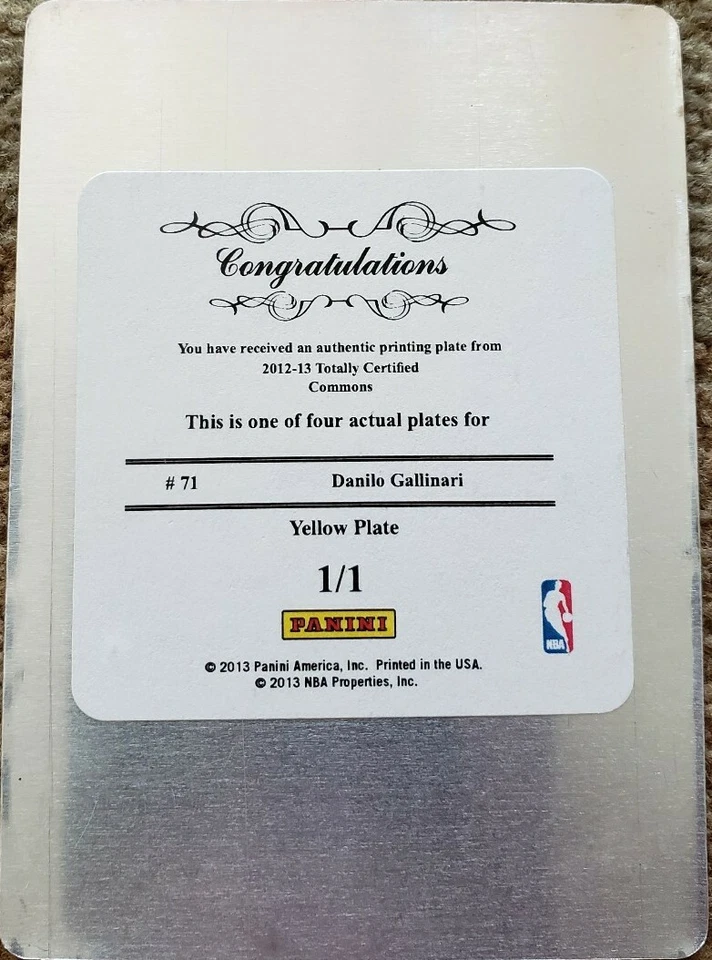 Congratulations
You have received an authentic printing plate from
2012-13 Totally Certified
Commons
This is one of four actual plates for
# 71 Danilo Gallinari
Yellow Plate
1/1
PANINI
NBA
© 2013 Panini America, Inc. Printed in the USA.
© 2013 NBA Properties, Inc.